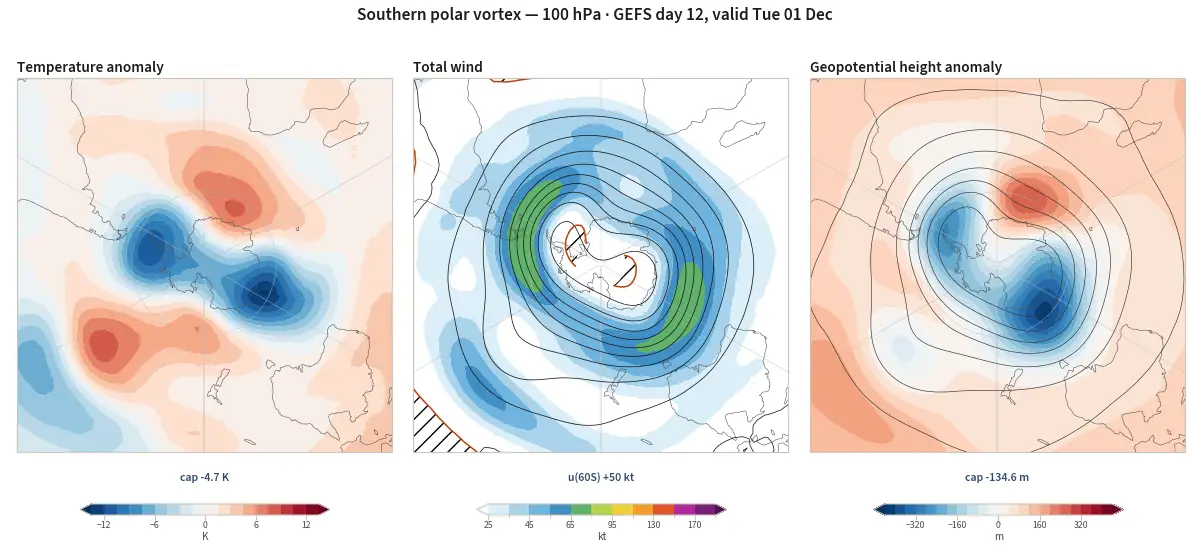 Southern polar vortex — 100 hPa · GEFS day 12, valid Tue 01 Dec
Temperature anomaly
Total wind
Geopotential height anomaly
cap -4.7 K
u(60S) +50 kt
cap -134.6 m
−12 −6 0 6 12
K
25 45 65 95 130 170
kt
−320 −160 0 160 320
m